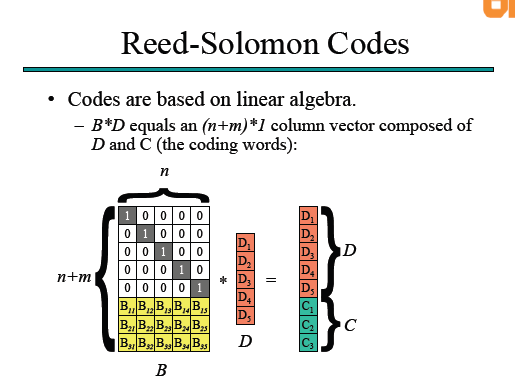 Reed-Solomon Codes
• Codes are based on linear algebra.
– B*D equals an (n+m)*1 column vector composed of
D and C (the coding words):
n
1 0 0 0 0
0 1 0 0 0
0 0 1 0 0
0 0 0 1 0
0 0 0 0 1
B11 B12 B13 B14 B15
B21 B22 B23 B24 B25
B31 B32 B33 B34 B35
n+m
B
*
D1
D2
D3
D4
D5
D
=
D1
D2
D3
D4
D5
C1
C2
C3
D
C